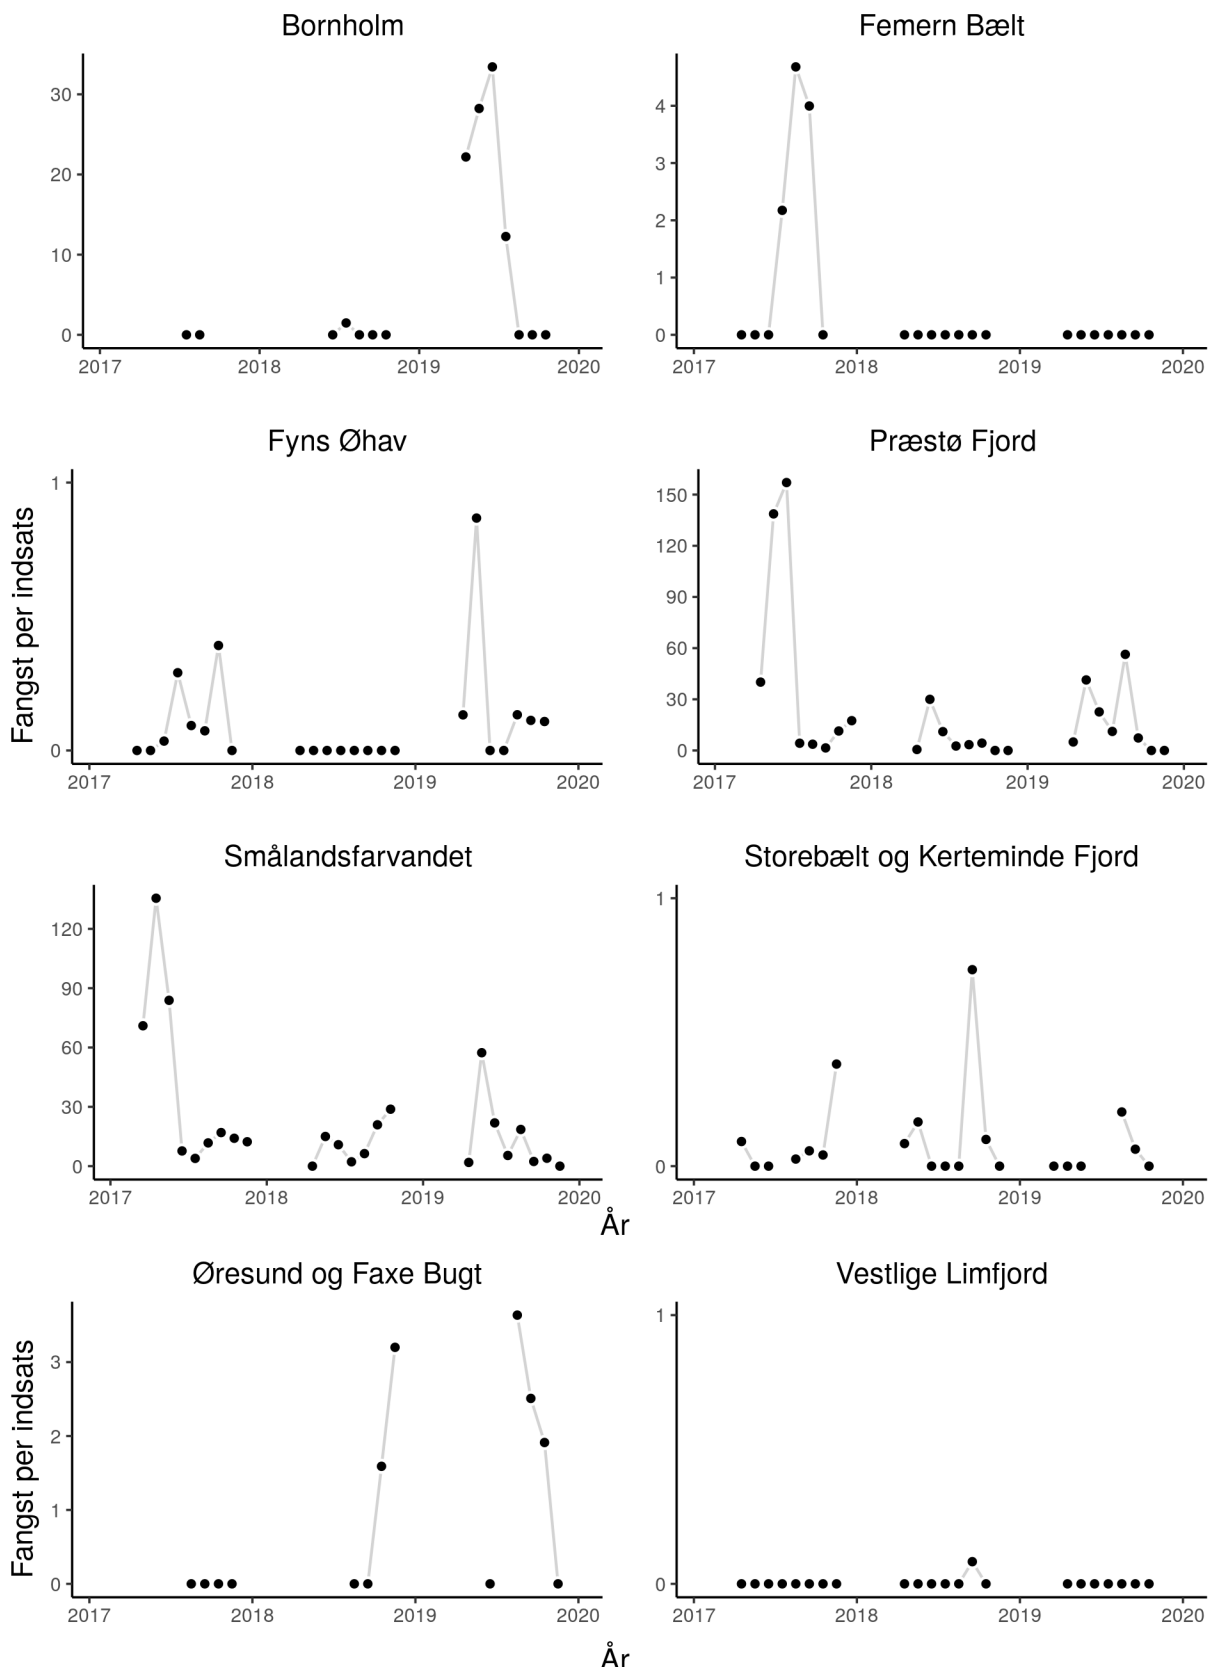 Bornholm
Femern Bælt
30
20
10
0
2017 2018 2019 2020
4
3
2
1
0
2017 2018 2019 2020
Fyns Øhav
Præstø Fjord
Fangst per indsats
1
0
2017 2018 2019 2020
150
120
90
60
30
0
2017 2018 2019 2020
Smålandsfarvandet
Storebælt og Kerteminde Fjord
120
90
60
30
0
2017 2018 2019 2020
1
0
2017 2018 2019 2020
År
Øresund og Faxe Bugt
Vestlige Limfjord
Fangst per indsats
3
2
1
0
2017 2018 2019 2020
1
0
2017 2018 2019 2020
År